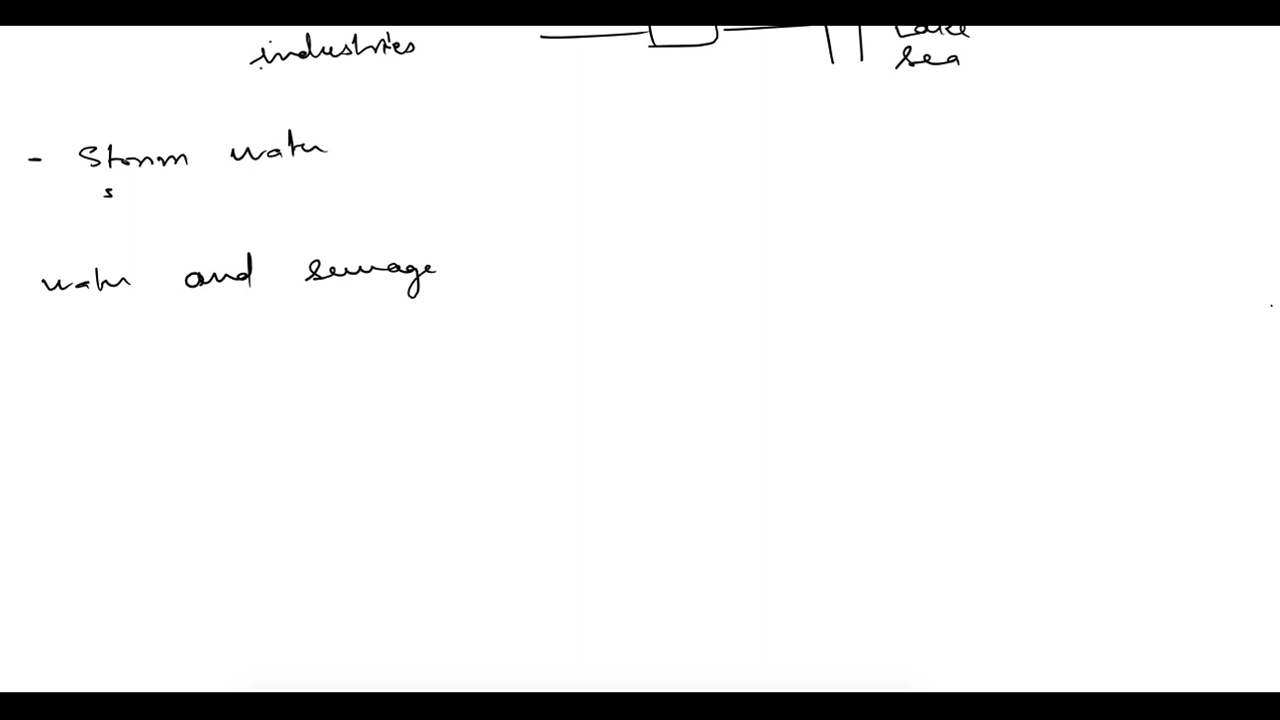 industries
Lake
Sea
- Storm water
s
water and sewage